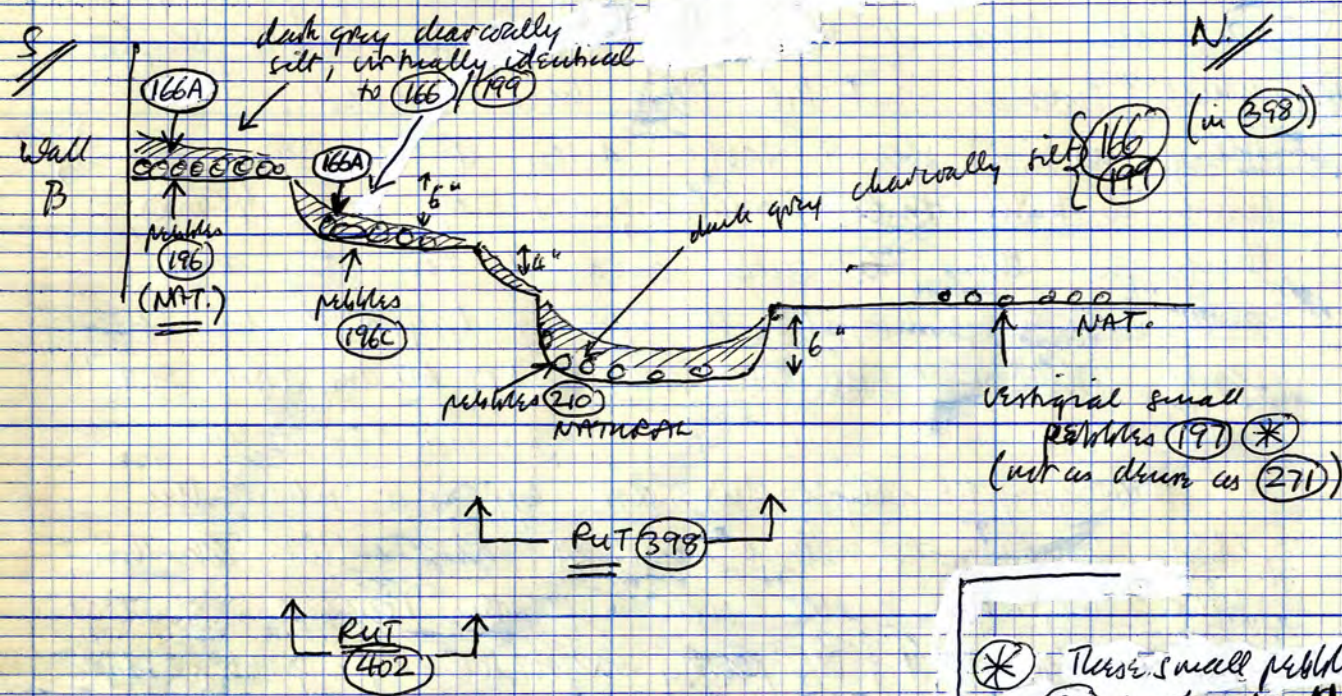 S
N.
dark grey charcoally
silt, virtually identical
to 166 / 199
166A
Wall
B
pebbles
196
(NAT.)
166A
6"
pebbles
196C
4"
dark grey charcoally silt { 166
{ 199
(in 398)
pebbles 210
NATURAL
6"
NAT.
vestigial small
pebbles 197 *
(not as dense as 271)
RUT 398
RUT
402
* These small pebbl